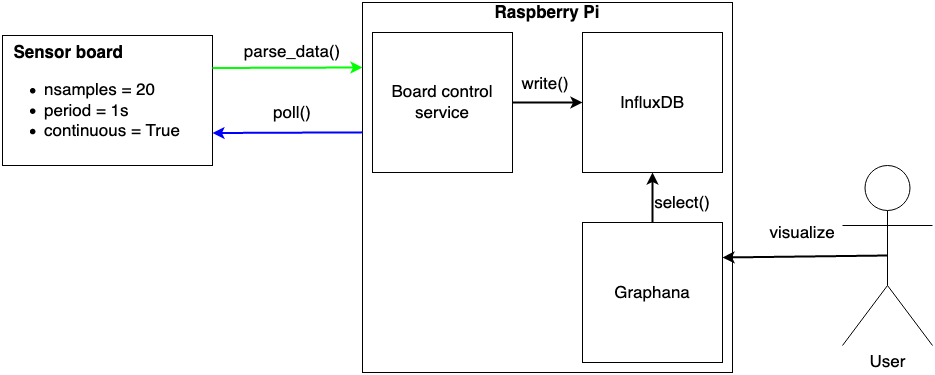 Raspberry Pi
Sensor board
• nsamples = 20
• period = 1s
• continuous = True
parse_data()
poll()
Board control
service
write()
InfluxDB
select()
Graphana
visualize
User